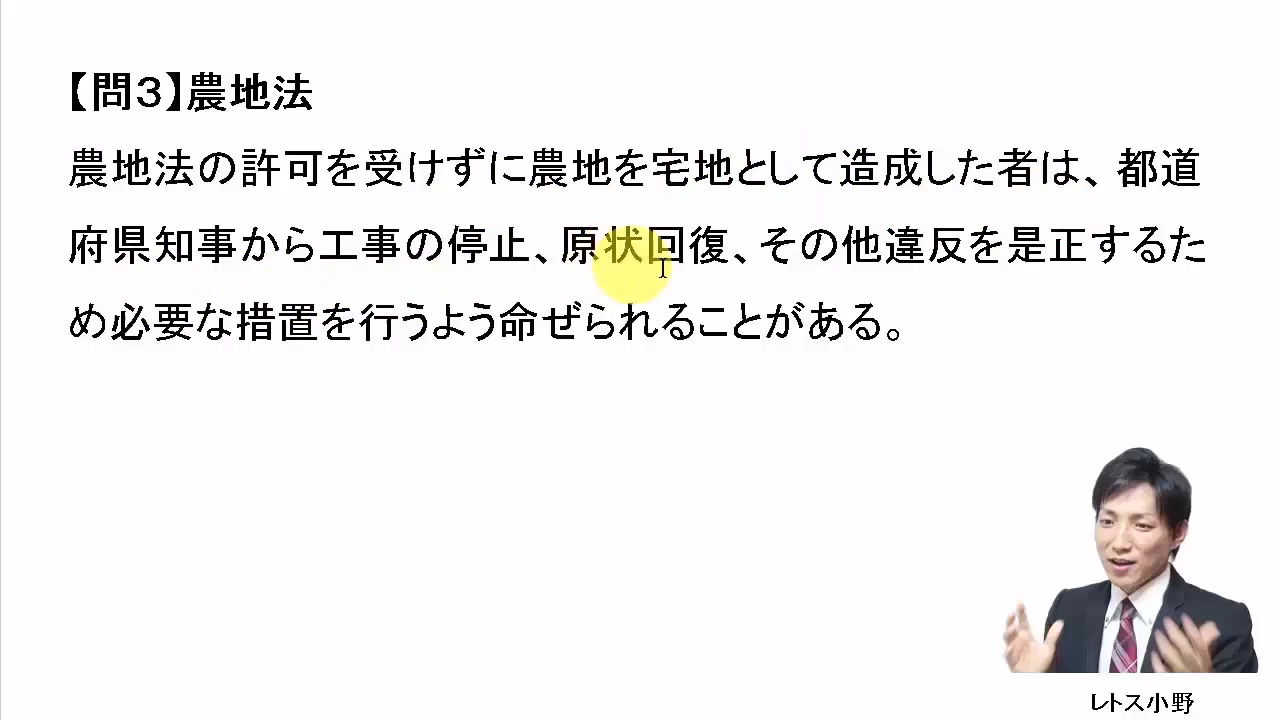 【問３】農地法
農地法の許可を受けずに農地を宅地として造成した者は、都道
府県知事から工事の停止、原状回復、その他違反を是正するた
め必要な措置を行うよう命ぜられることがある。
レトス小野